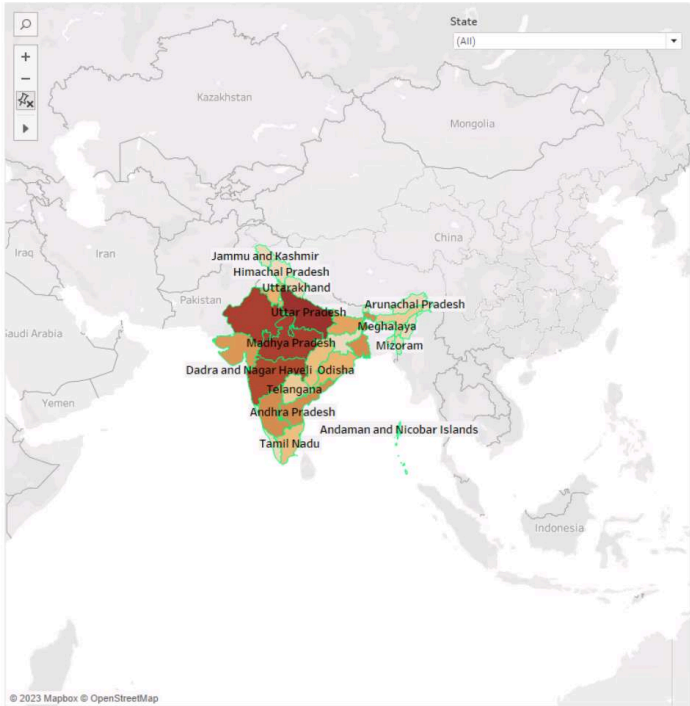 State
(All)
Kazakhstan
Mongolia
China
Iraq
Iran
Jammu and Kashmir
Himachal Pradesh
Uttarakhand
Pakistan
Arunachal Pradesh
Uttar Pradesh
Saudi Arabia
Meghalaya
Madhya Pradesh
Mizoram
Dadra and Nagar Haveli
Odisha
Telangana
Yemen
Andhra Pradesh
Andaman and Nicobar Islands
Tamil Nadu
Indonesia
© 2023 Mapbox © OpenStreetMap